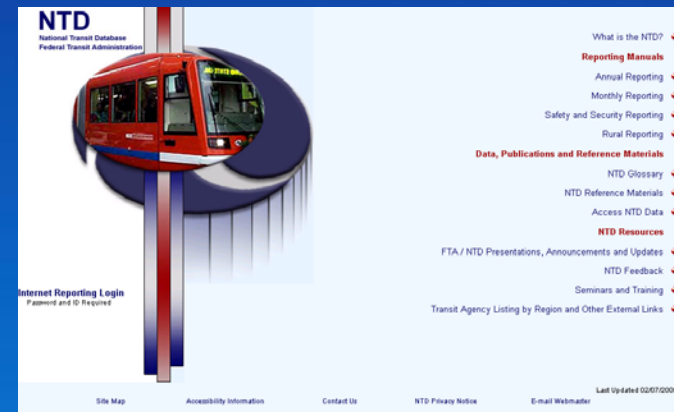 NTD
National Transit Database
Federal Transit Administration
What is the NTD?
Reporting Manuals
Annual Reporting
Monthly Reporting
Safety and Security Reporting
Rural Reporting
Data, Publications and Reference Materials
NTD Glossary
NTD Reference Materials
Access NTD Data
NTD Resources
FTA / NTD Presentations, Announcements and Updates
NTD Feedback
Seminars and Training
Transit Agency Listing by Region and Other External Links
Internet Reporting Login
Password and ID Required
Last Updated
Site Map
Accessibility Information
Contact Us
NTD Privacy Notice
E-mail Webmaster